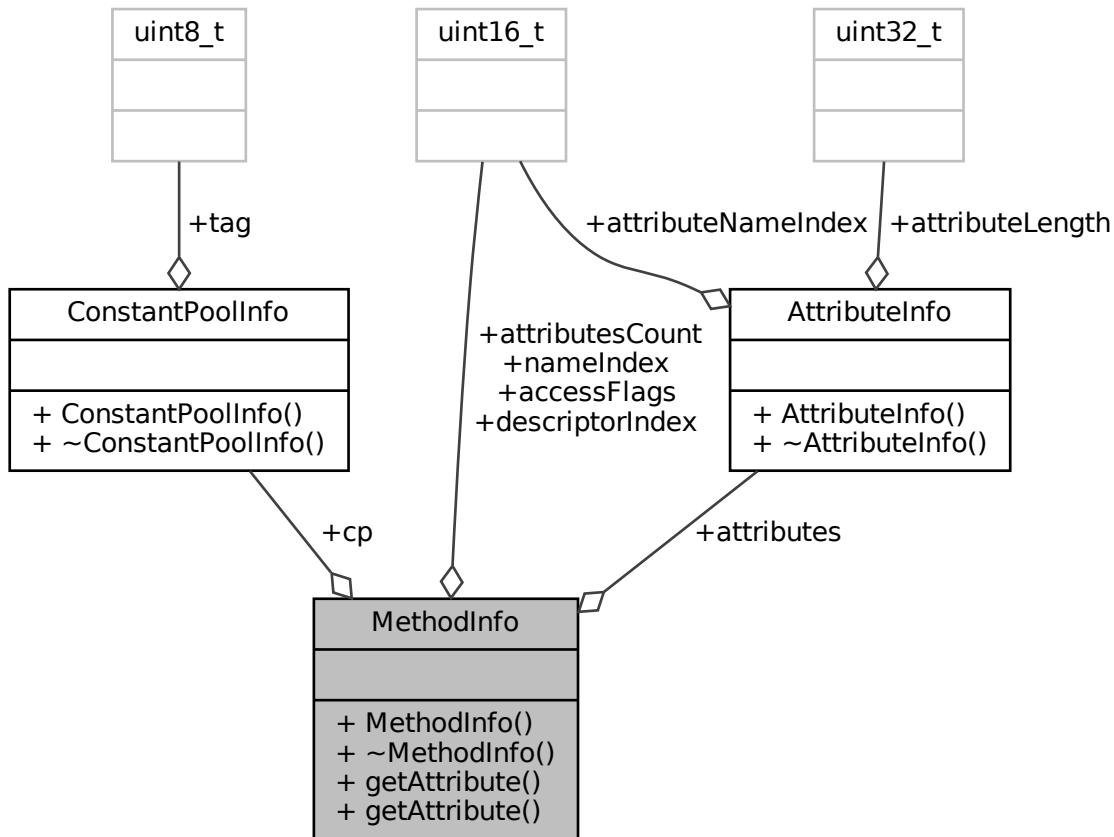 uint8_t
uint16_t
uint32_t
+tag
+attributeNameIndex
+attributeLength
ConstantPoolInfo
+ ConstantPoolInfo()
+ ~ConstantPoolInfo()
+attributesCount
+nameIndex
+accessFlags
+descriptorIndex
AttributeInfo
+ AttributeInfo()
+ ~AttributeInfo()
+cp
+attributes
MethodInfo
+ MethodInfo()
+ ~MethodInfo()
+ getAttribute()
+ getAttribute()